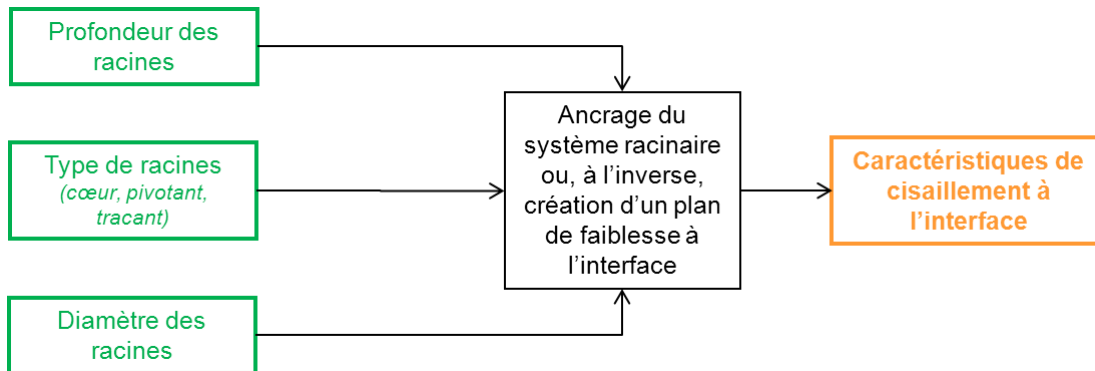 Profondeur des
racines
Type de racines
(cœur, pivotant,
tracant)
Diamètre des
racines
Ancrage du
système racinaire
ou, à l’inverse,
création d’un plan
de faiblesse à
l’interface
Caractéristiques de
cisaillement à
l’interface